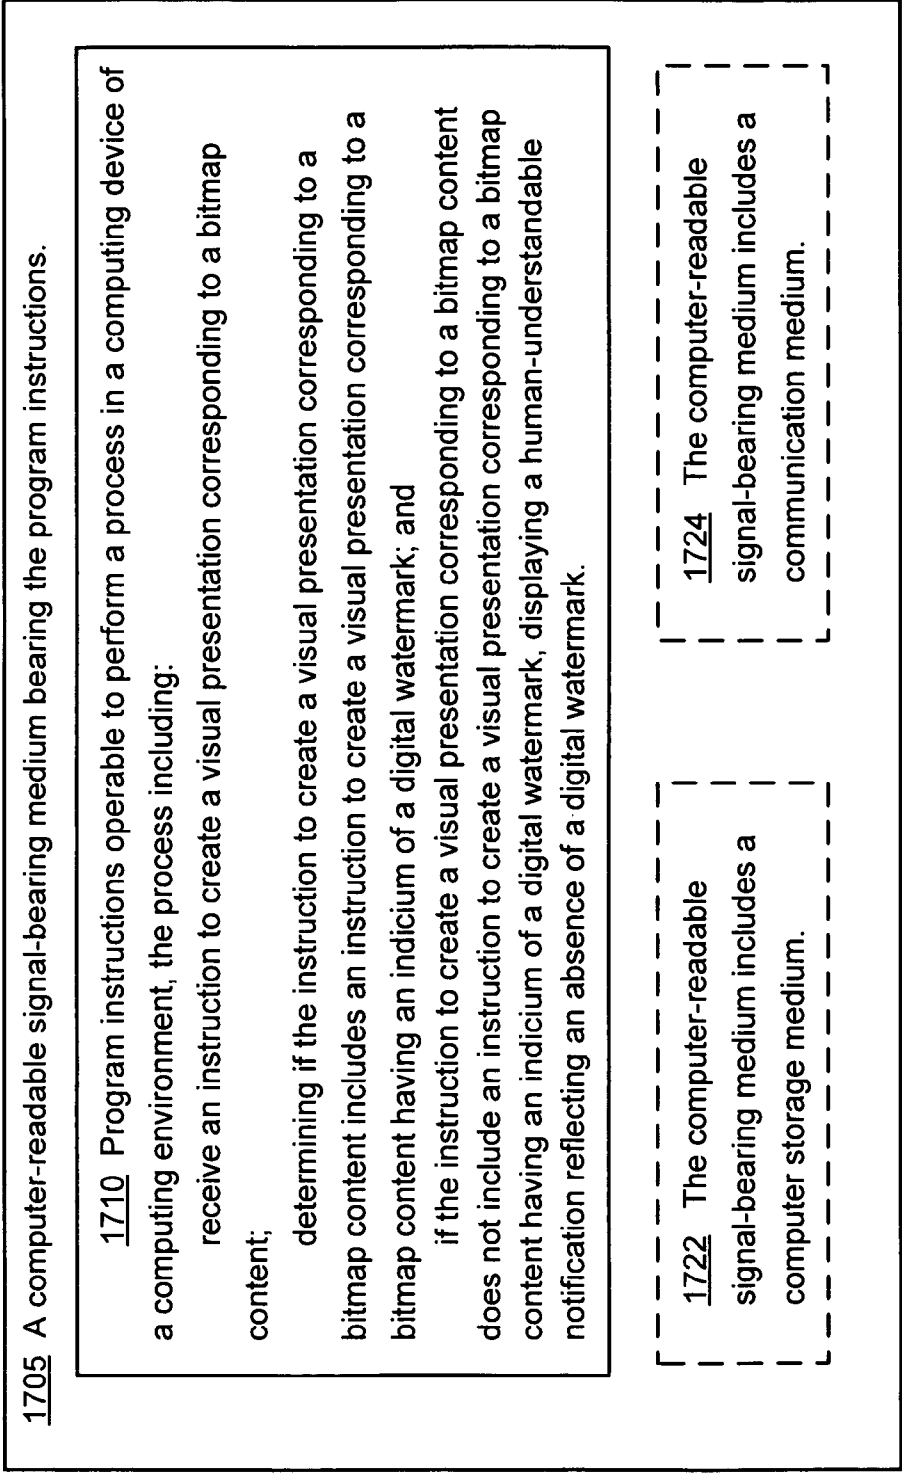 1705 A computer-readable signal-bearing medium bearing the program instructions.
1710 Program instructions operable to perform a process in a computing device of
a computing environment, the process including:
receive an instruction to create a visual presentation corresponding to a bitmap
content;
determining if the instruction to create a visual presentation corresponding to a
bitmap content includes an instruction to create a visual presentation corresponding to a
bitmap content having an indicium of a digital watermark; and
if the instruction to create a visual presentation corresponding to a bitmap content
does not include an instruction to create a visual presentation corresponding to a bitmap
content having an indicium of a digital watermark, displaying a human-understandable
notification reflecting an absence of a digital watermark.
1722 The computer-readable
signal-bearing medium includes a
computer storage medium.
1724 The computer-readable
signal-bearing medium includes a
communication medium.